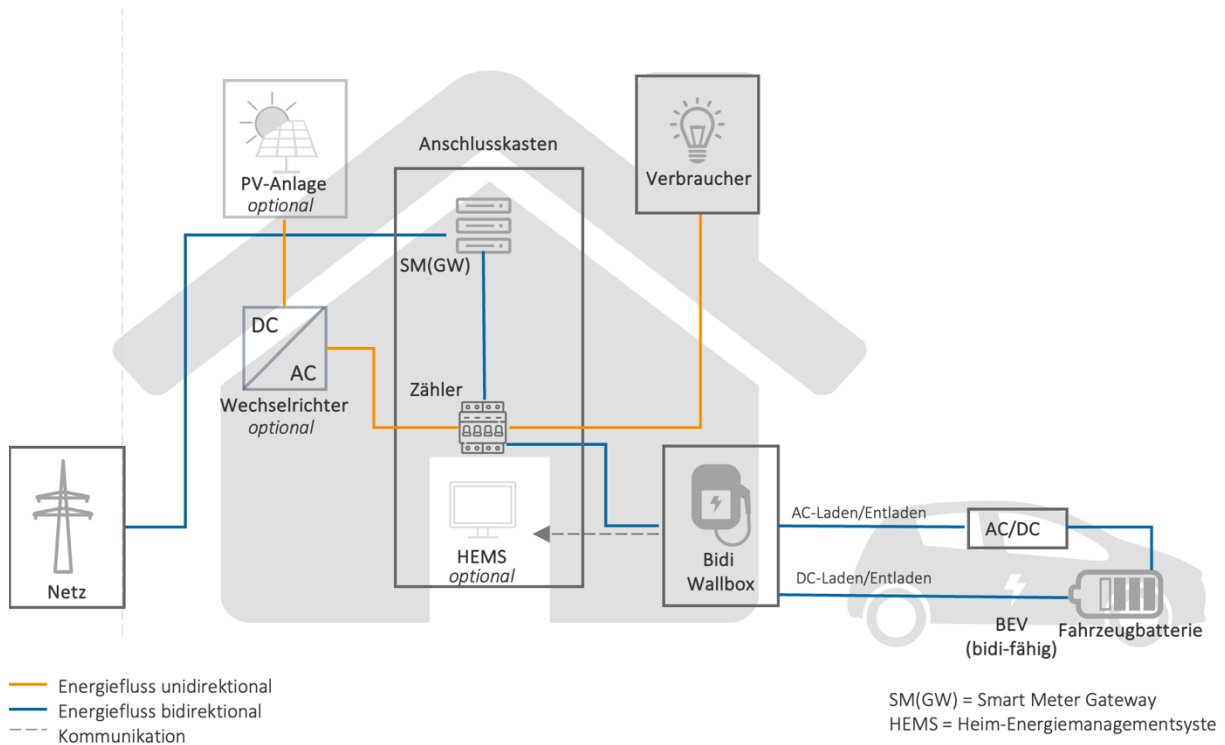 PV-Anlage
optional
Anschlusskasten
Verbraucher
SM(GW)
DC
AC
Wechselrichter
optional
Zähler
Netz
HEMS
optional
Bidi
Wallbox
AC-Laden/Entladen
AC/DC
DC-Laden/Entladen
BEV
(bidi-fähig)
Fahrzeugbatterie
Energiefluss unidirektional
Energiefluss bidirektional
Kommunikation
SM(GW) = Smart Meter Gateway
HEMS = Heim-Energiemanagementsyste